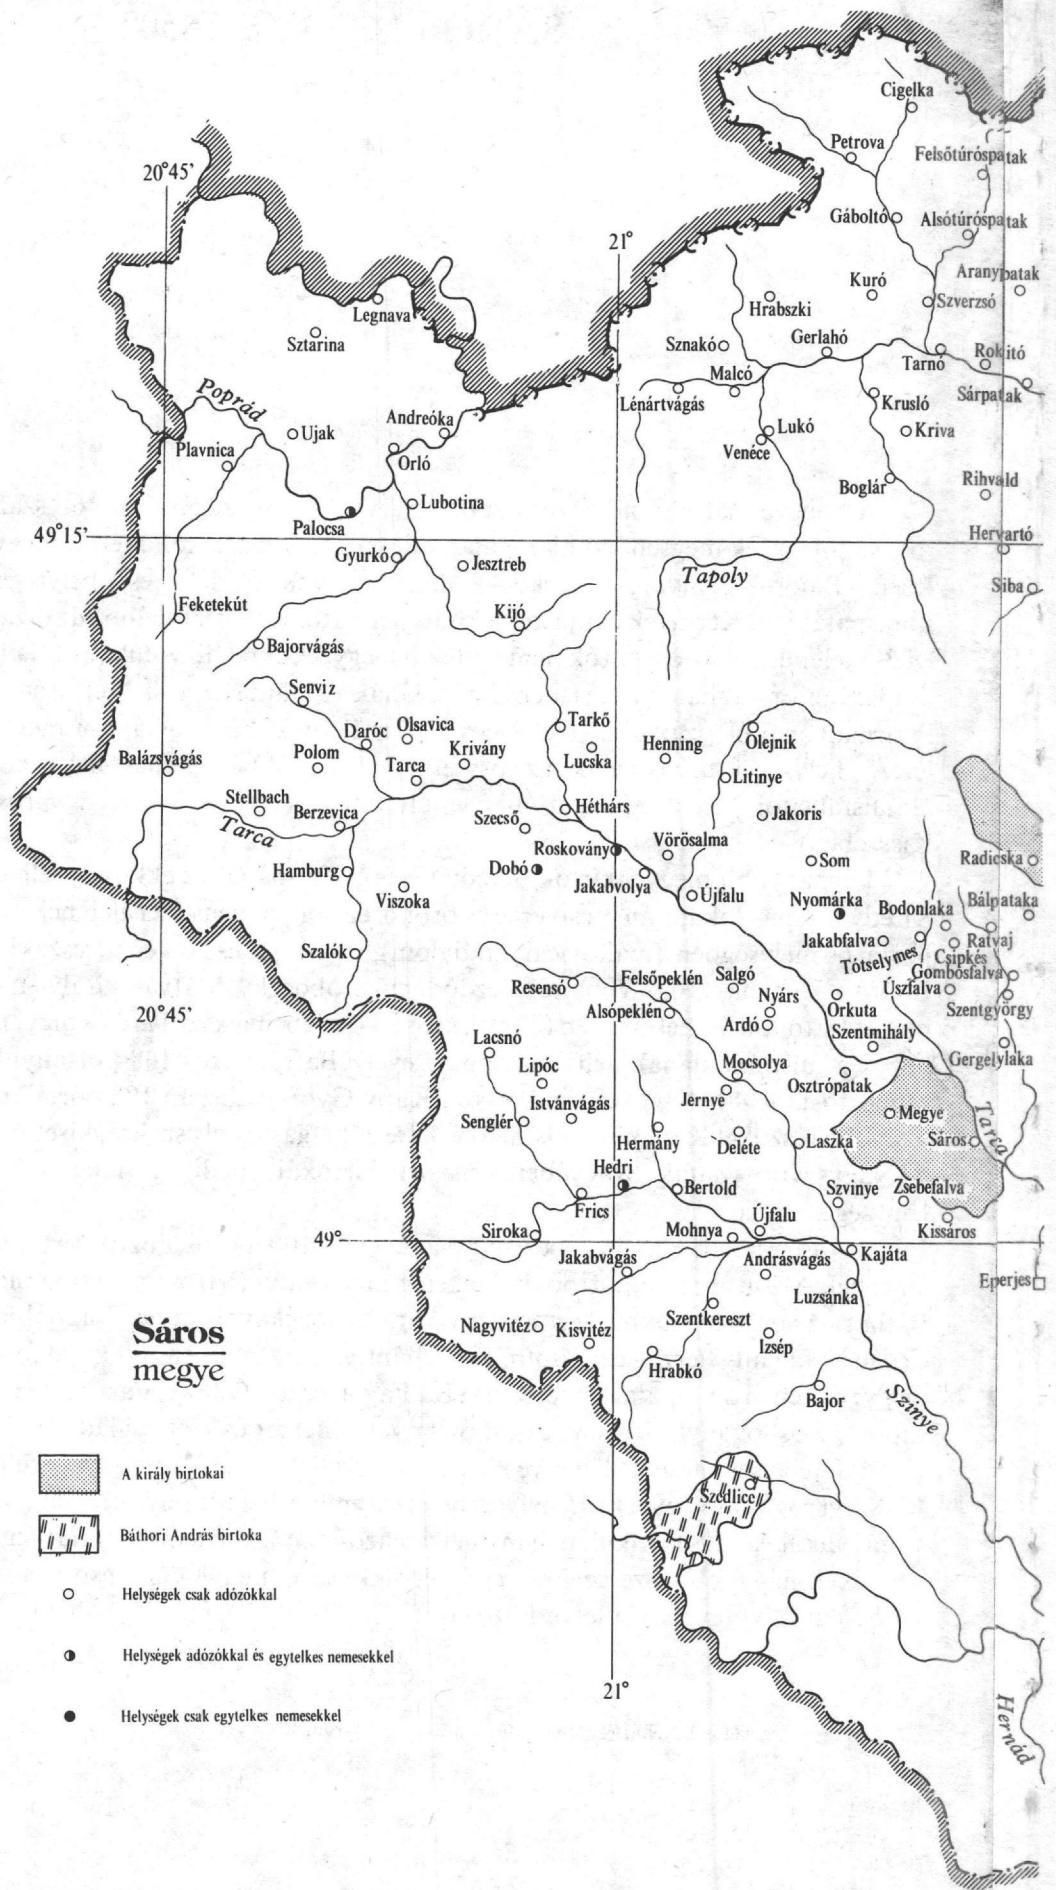 Cigelka
Petrova
Felsőtúróspatak
20°45'
Gáboltó
Alsótúróspatak
21°
Aranypatak
Kuró
Hrabszki
Szverzsó
Legnava
Sztarina
Sznakó
Gerlahó
Tarnó
Rokitó
Malcó
Poprád
Lénártvágás
Krusló
Sárpatak
Andreóka
Ujak
Lukó
Kriva
Plavnica
Orló
Venéce
Boglár
Rihvald
Lubotina
Palocsa
49°15'
Hervartó
Gyurkó
Jesztreb
Tapoly
Siba
Feketekút
Kijó
Bajorvágás
Senviz
Tarkő
Olejnik
Daróc
Olsavica
Henning
Balázsvágás
Polom
Krivány
Lucska
Tarca
Litinye
Stellbach
Berzevica
Héthárs
Jakoris
Tarca
Szecső
Vörösalma
Roskovány
Som
Radicska
Hamburg
Dobó
Jakabvolya
Viszoka
Újfalu
Nyomárka
Bodonlaka
Bálpataka
Jakabfalva
Ratvaj
Szalók
Tótselymes
Csipkés
Gombosfalva
Resensó
Felsőpeklén
Salgó
Úszfalva
20°45'
Alsópeklén
Nyárs
Orkuta
Szentgyörgy
Ardó
Szentmihály
Lacsnó
Gergelylaka
Lipóc
Mocsolya
Osztrópatak
Istvánvágás
Jernye
Megye
Tarca
Senglér
Hermány
Deléte
Laszka
Sáros
Hedri
Bertold
Szvinye
Zsebefalva
Frics
Siroka
Mohnya
Újfalu
Kissáros
49°
Jakabvágás
Andrásvágás
Kajáta
Eperjes
Luzsánka
Szentkereszt
Nagyvitéz
Kisvitéz
Izsép
Sáros
megye
Hrabkó
Bajor
Szinye
A király birtokai
Szedlice
Báthori András birtoka
Helységek csak adózókkal
Helységek adózókkal és egytelkes nemesekkel
21°
Helységek csak egytelkes nemesekkel
Hernád